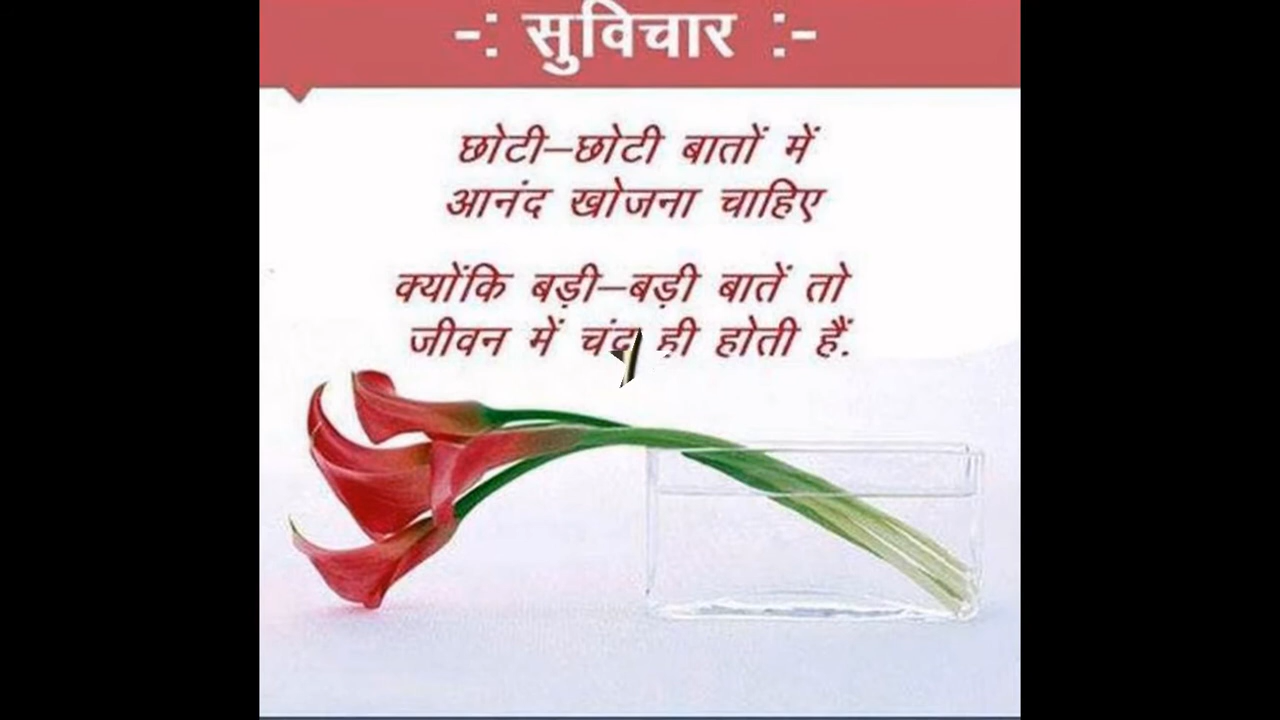 -: सुविचार :-
छोटी–छोटी बातों में
आनंद खोजना चाहिए
क्योंकि बड़ी–बड़ी बातें तो
जीवन में चंद ही होती हैं.